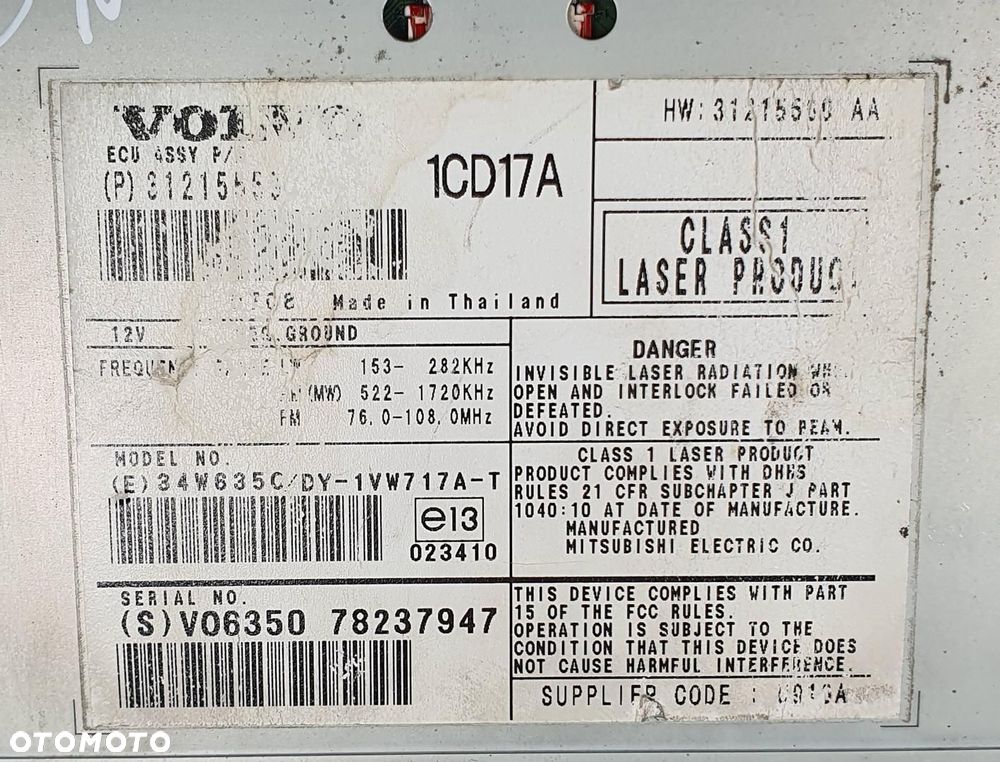 VOLVO
ECU ASSY P/
(P)
1CD17A
HW:
AA
CLASS1
LASER PRODUC
Made in Thailand
12V
GROUND
153- 282KHz
(MW) 522- 1720KHz
FM 76.0-108.0MHz
DANGER
INVISIBLE LASER RADIATION WHEN
OPEN AND INTERLOCK FAILED OR
DEFEATED.
AVOID DIRECT EXPOSURE TO BEAM.
CLASS 1 LASER PRODUCT
PRODUCT COMPLIES WITH DHHS
RULES 21 CFR SUBCHAPTER J PART
1040:10 AT DATE OF MANUFACTURE.
MANUFACTURED
MITSUBISHI ELECTRIC CO.
MODEL NO.
(E)34W635C/DY-1VW717A-T
e13
023410
SERIAL NO.
(S)VO6350 78237947
THIS DEVICE COMPLIES WITH PART
15 OF THE FCC RULES.
OPERATION IS SUBJECT TO THE
CONDITION THAT THIS DEVICE DOES
NOT CAUSE HARMFUL INTERFERENCE.
SUPPLIER CODE :
OTOMOTO